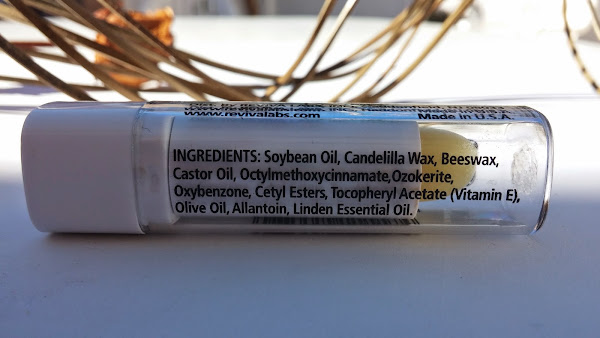 www.revivalabs.com Made in U.S.A.
INGREDIENTS: Soybean Oil, Candelilla Wax, Beeswax,
Castor Oil, Octylmethoxycinnamate, Ozokerite,
Oxybenzone, Cetyl Esters, Tocopheryl Acetate (Vitamin E),
Olive Oil, Allantoin, Linden Essential Oil.